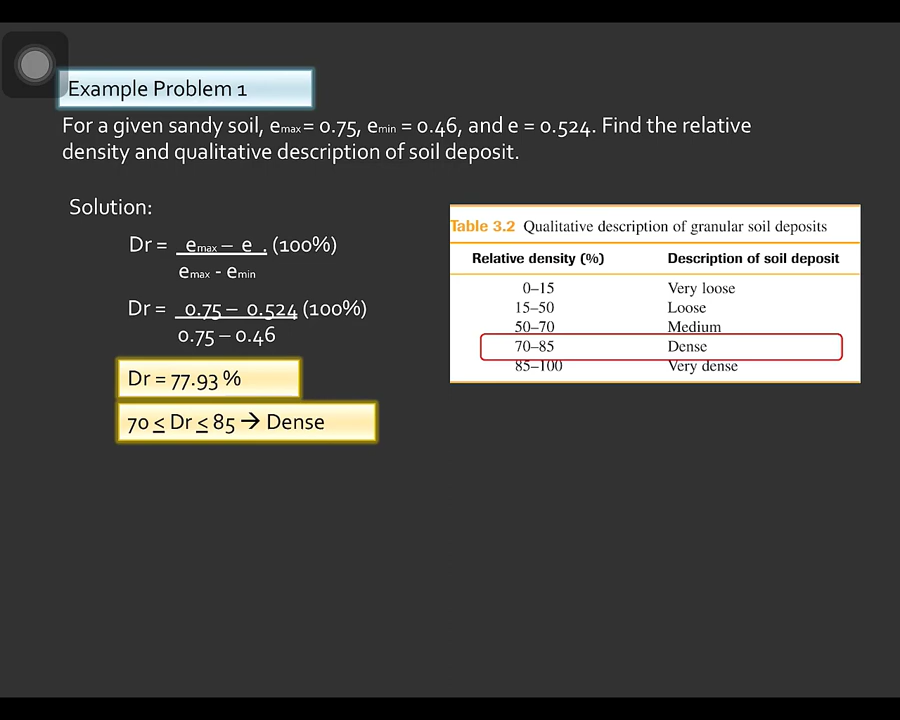 Example Problem 1
For a given sandy soil, emax= 0.75, emin = 0.46, and e = 0.524. Find the relative
density and qualitative description of soil deposit.
Solution:
Dr = emax – e . (100%)
emax - emin
Dr = 0.75 – 0.524 (100%)
0.75 – 0.46
Dr = 77.93 %
70 ≤ Dr ≤ 85 → Dense
Table 3.2 Qualitative description of granular soil deposits
Relative density (%) Description of soil deposit
0–15 Very loose
15–50 Loose
50–70 Medium
70–85 Dense
85–100 Very dense